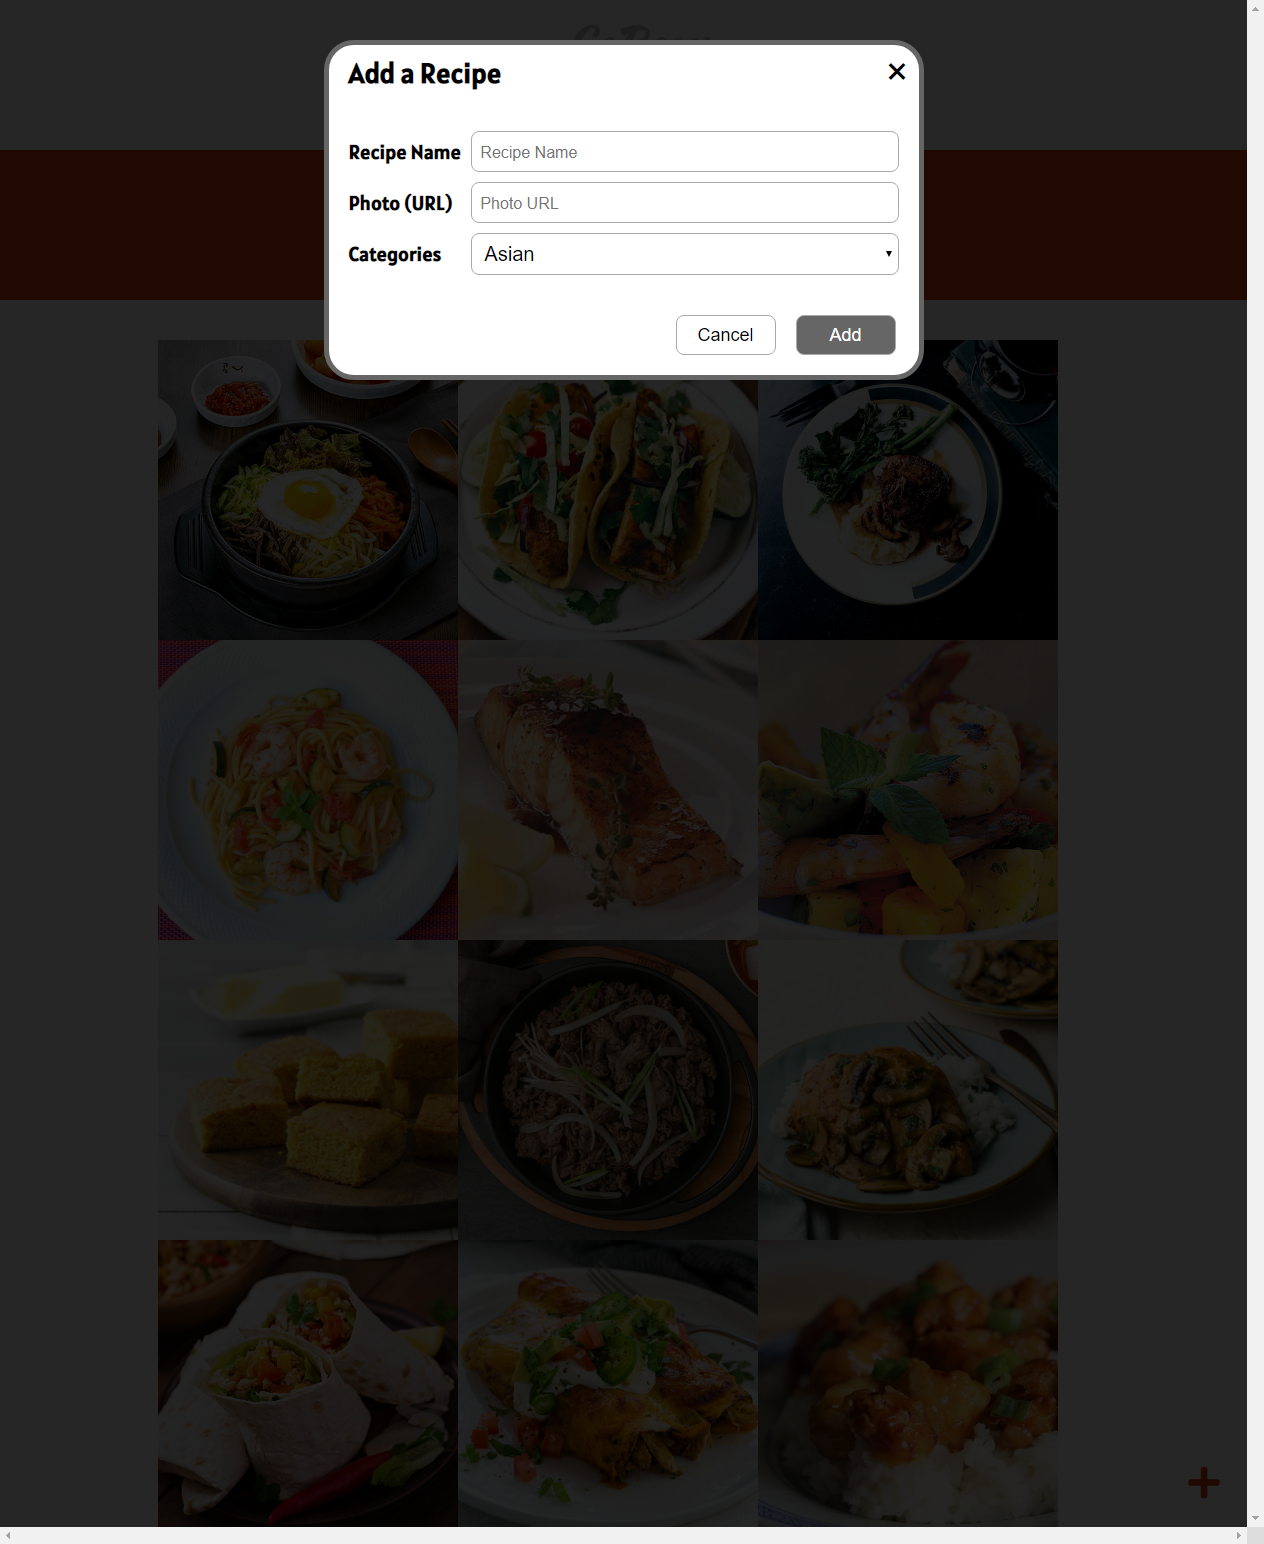 Add a Recipe
×
Recipe Name
Recipe Name
Photo (URL)
Photo URL
Categories
Asian
Cancel
Add